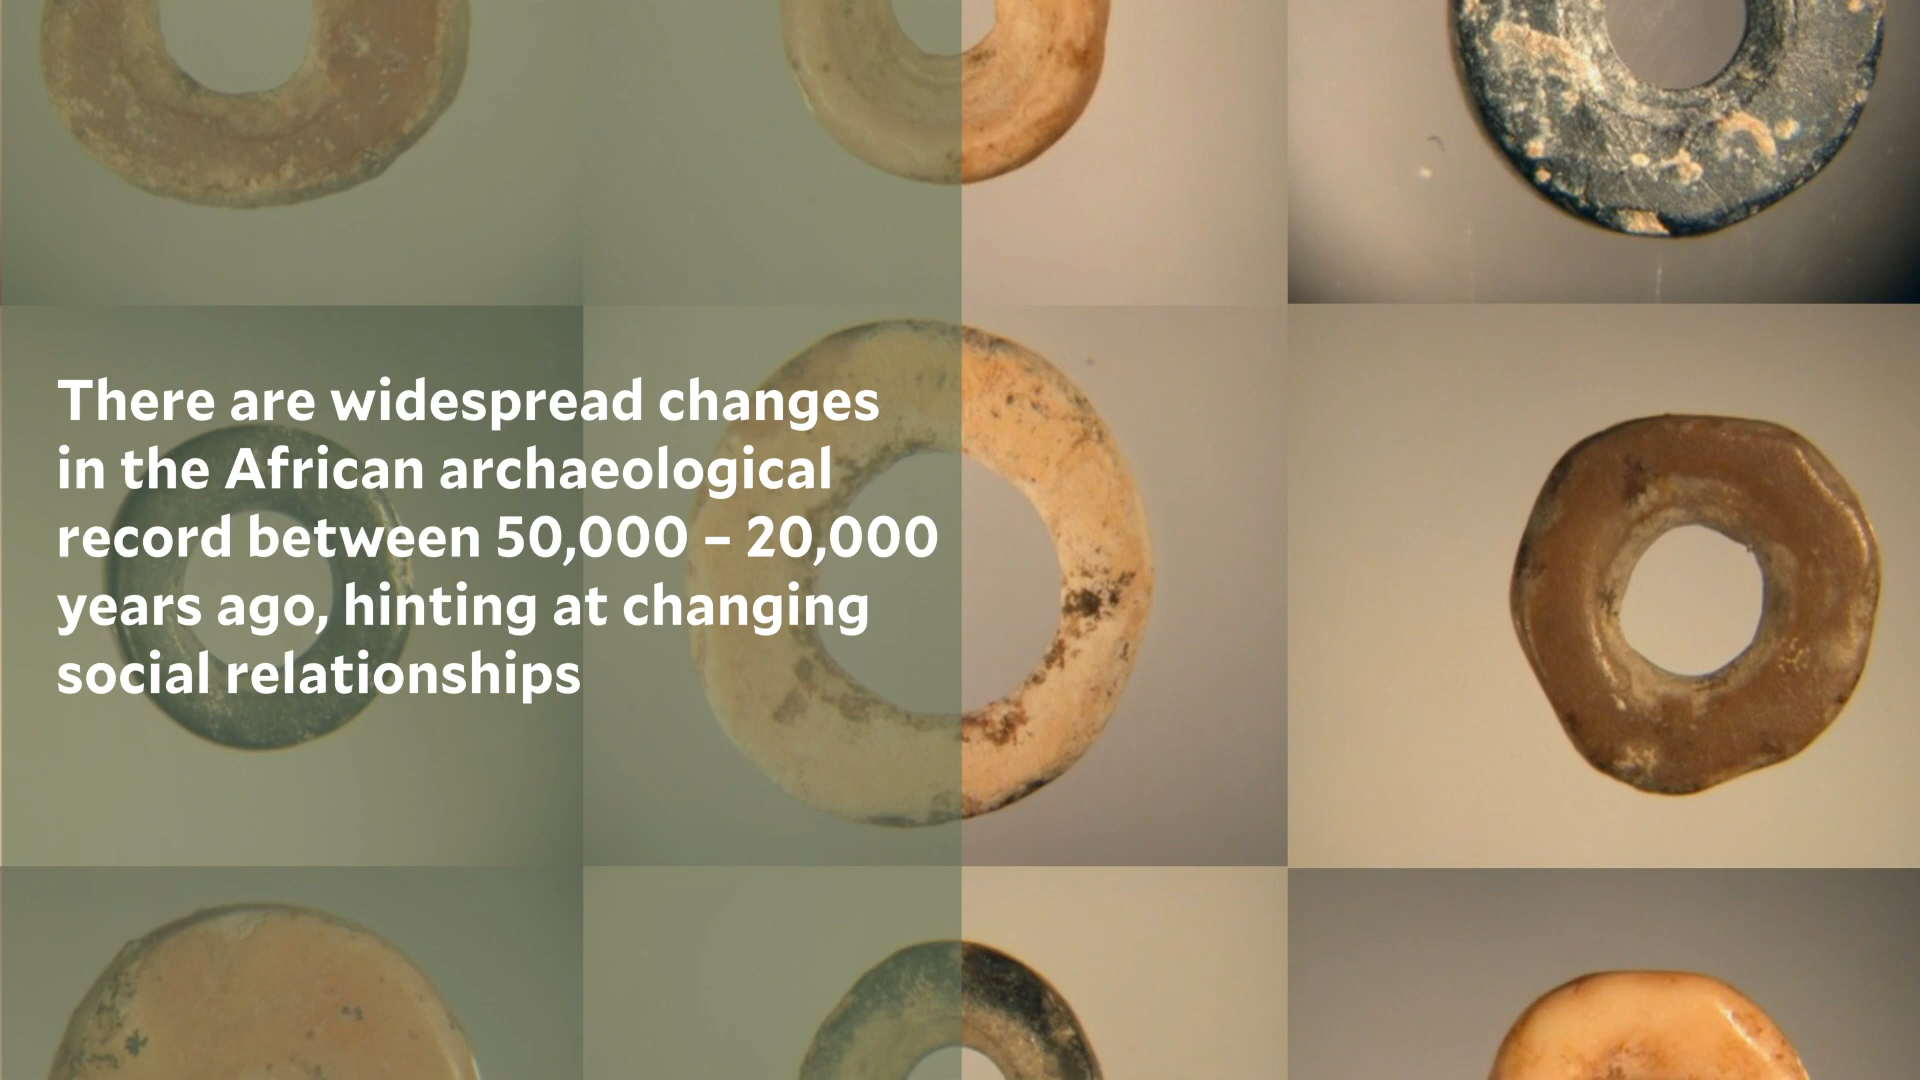 There are widespread changes
in the African archaeological
record between 50,000 – 20,000
years ago, hinting at changing
social relationships